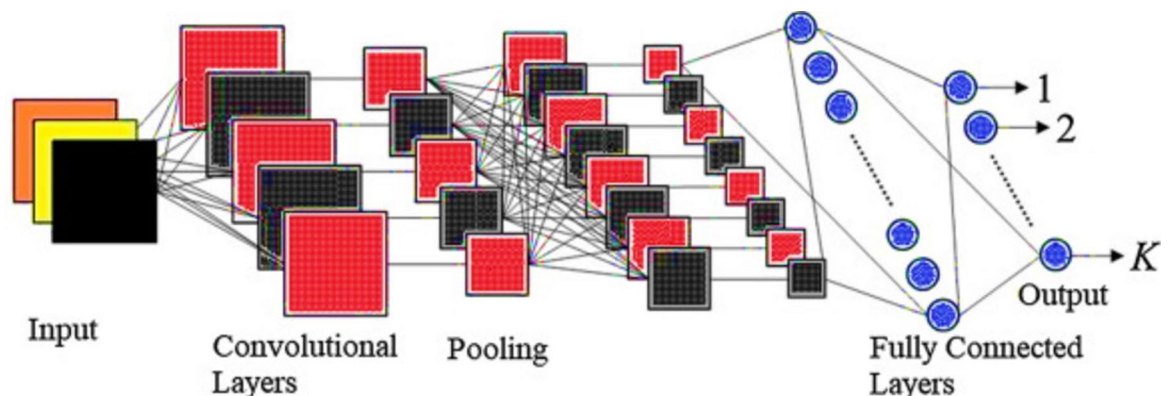 1
2
K
Input
Convolutional
Layers
Pooling
Fully Connected
Layers
Output